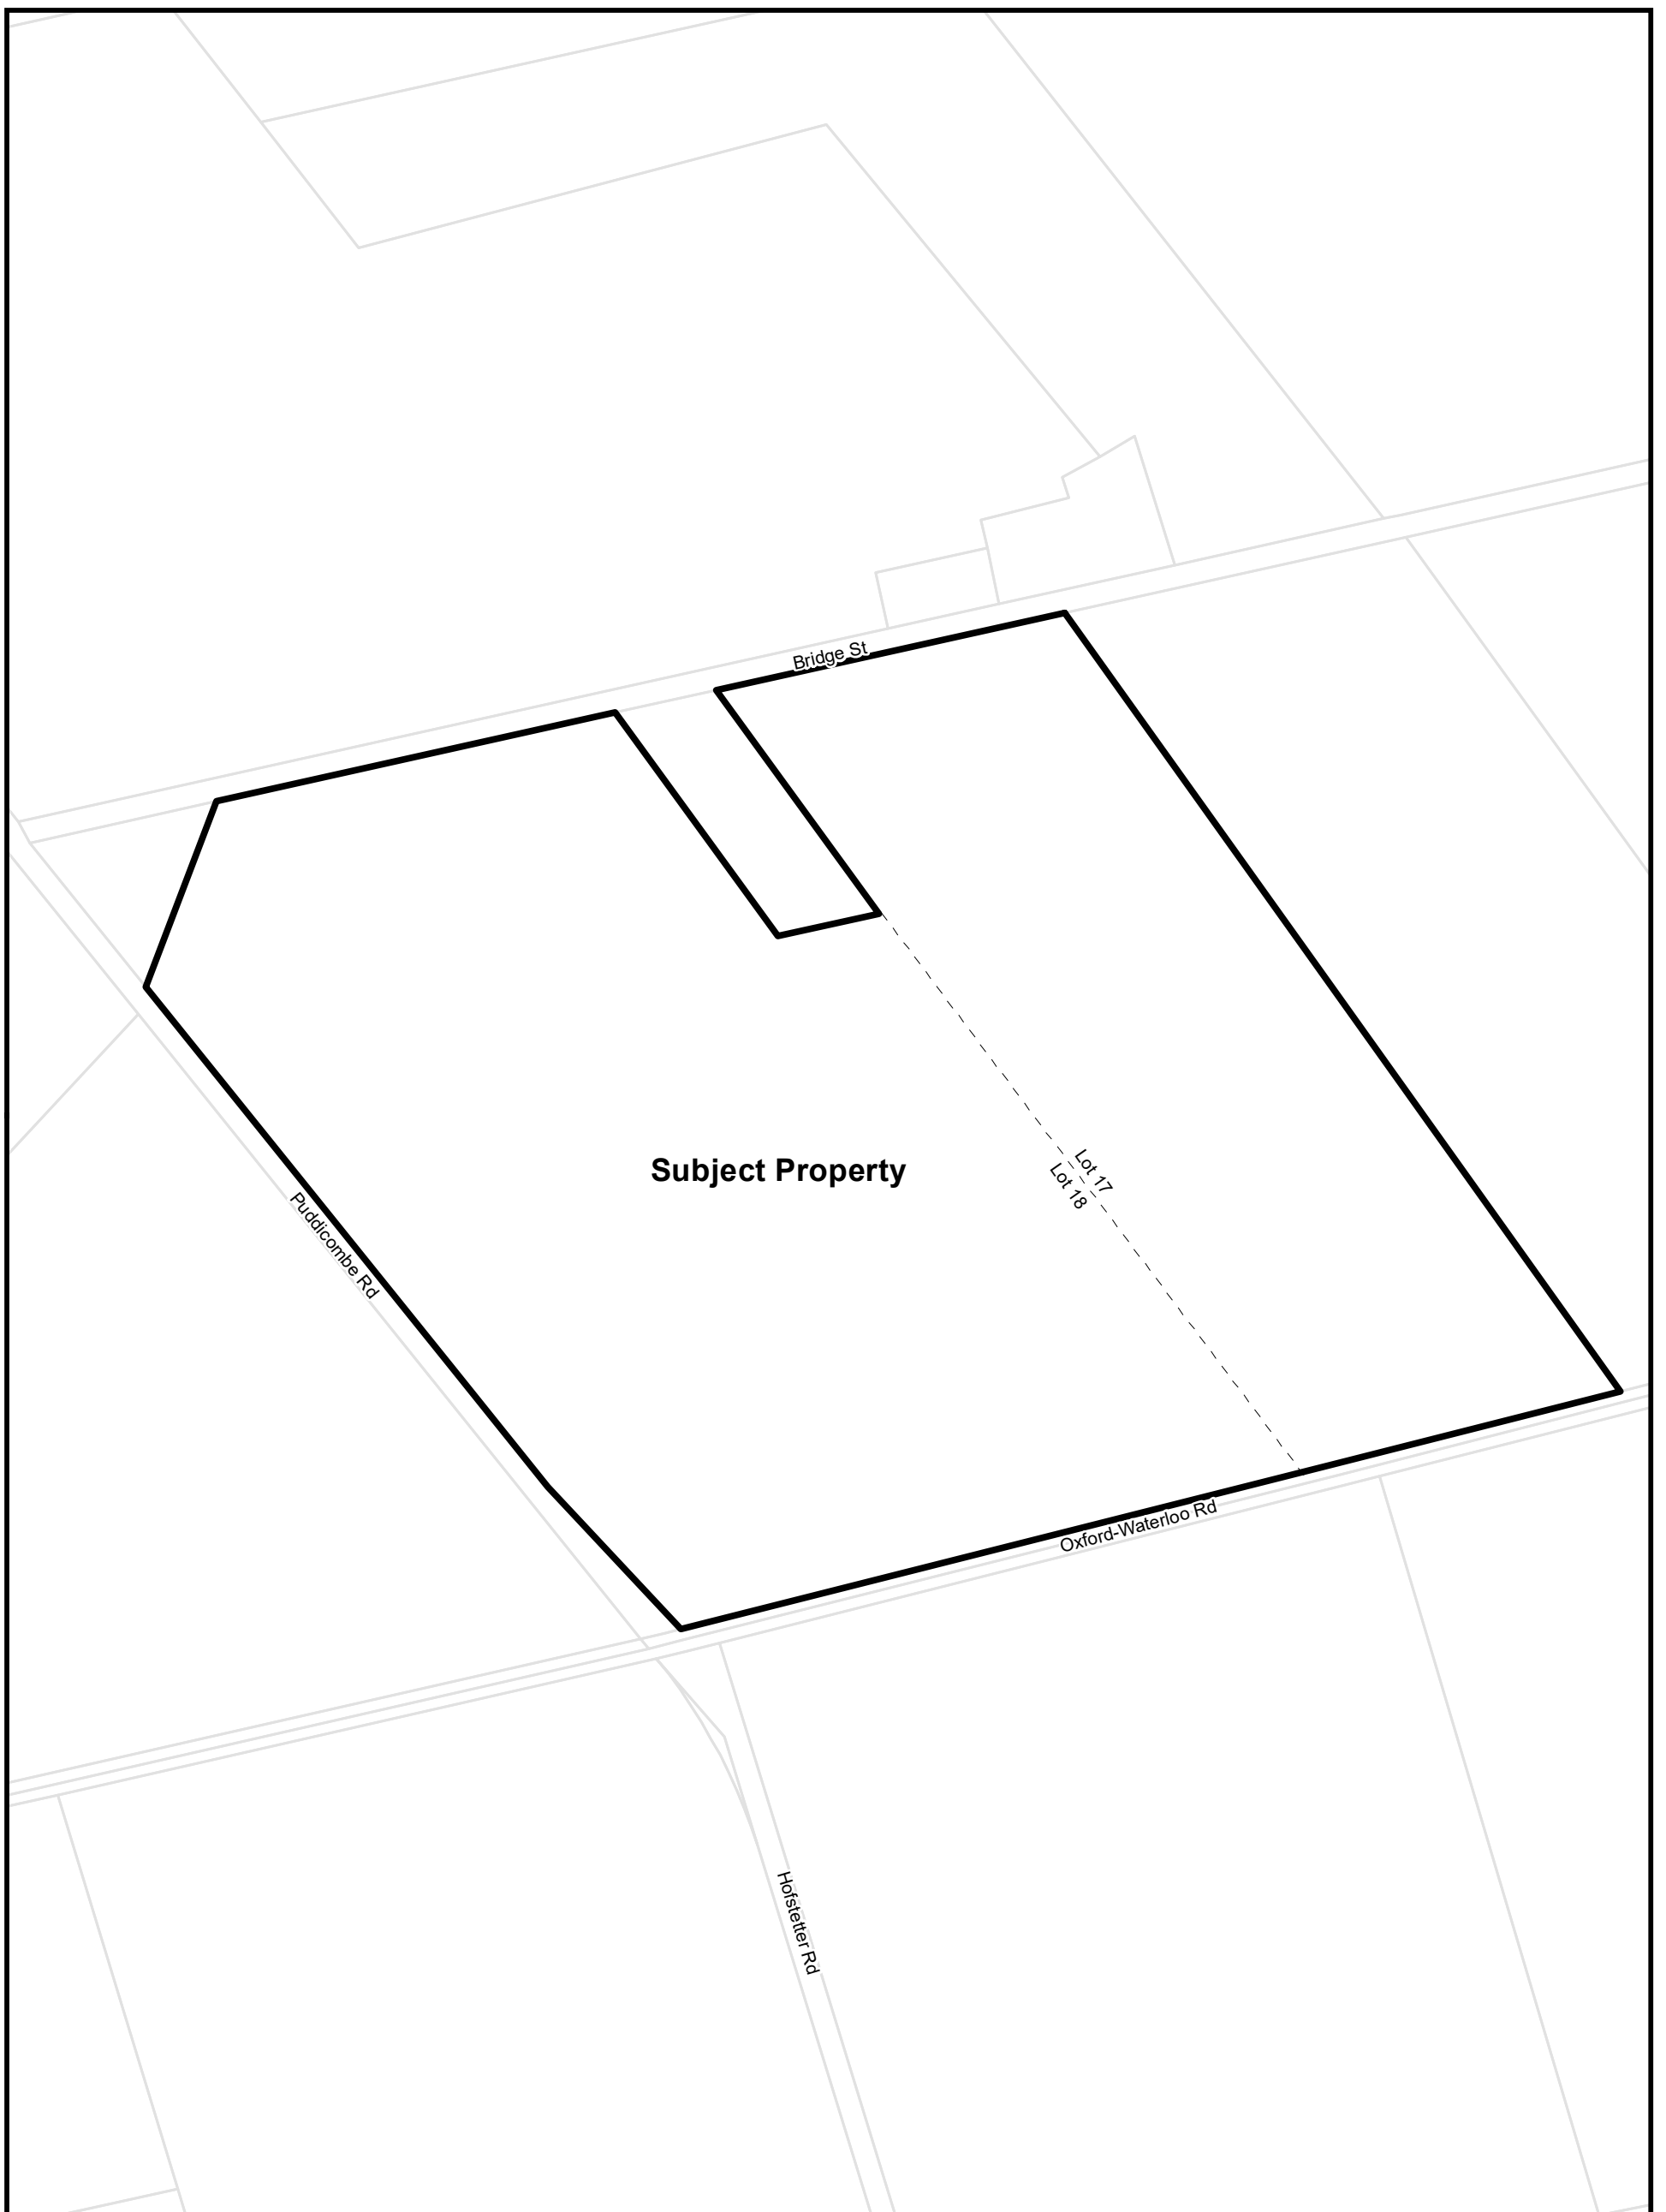 Bridge St
Subject Property
Lot 17
Lot 18
Puddicombe Rd
Oxford-Waterloo Rd
Hofstetter Rd